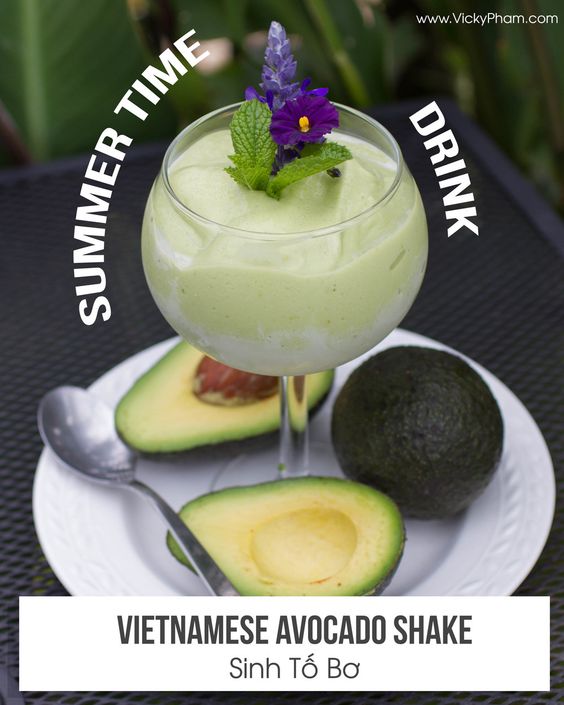 www.VickyPham.com
SUMMER TIME
DRINK
VIETNAMESE AVOCADO SHAKE
Sinh Tố Bơ